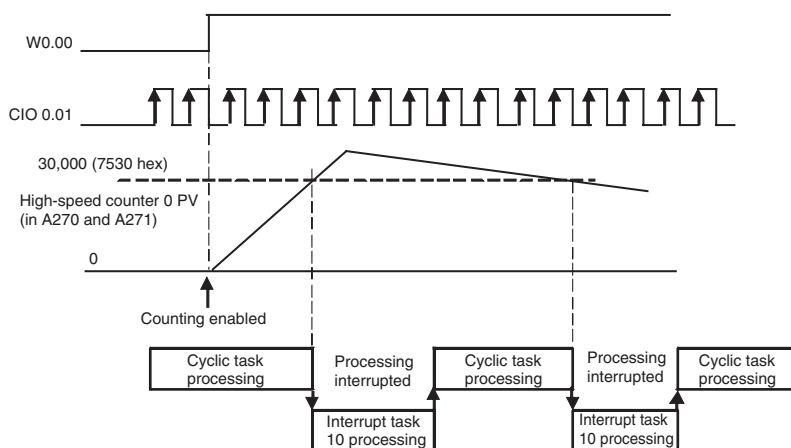 W0.00
CIO 0.01
30,000 (7530 hex)
High-speed counter 0 PV
(in A270 and A271)
0
Counting enabled
Cyclic task
processing
Processing
interrupted
Cyclic task
processing
Processing
interrupted
Cyclic task
processing
Interrupt task
10 processing
Interrupt task
10 processing